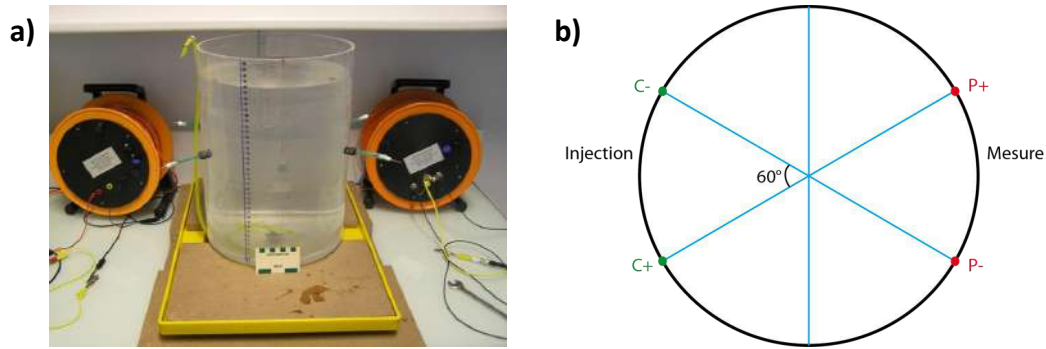 a)
b)
C-
P+
Injection
60°
Mesure
C+
P-